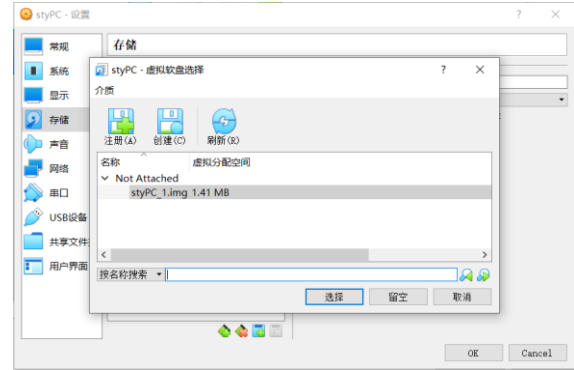 styPC - 设置
存储
常规
系统
显示
存储
声音
网络
串口
USB设备
共享文件
用户界面
styPC - 虚拟软盘选择
介质
注册(A) 创建(C) 刷新(R)
名称 虚拟分配空间
Not Attached
styPC_1.img 1.41 MB
按名称搜索
选择 留空 取消
OK Cancel